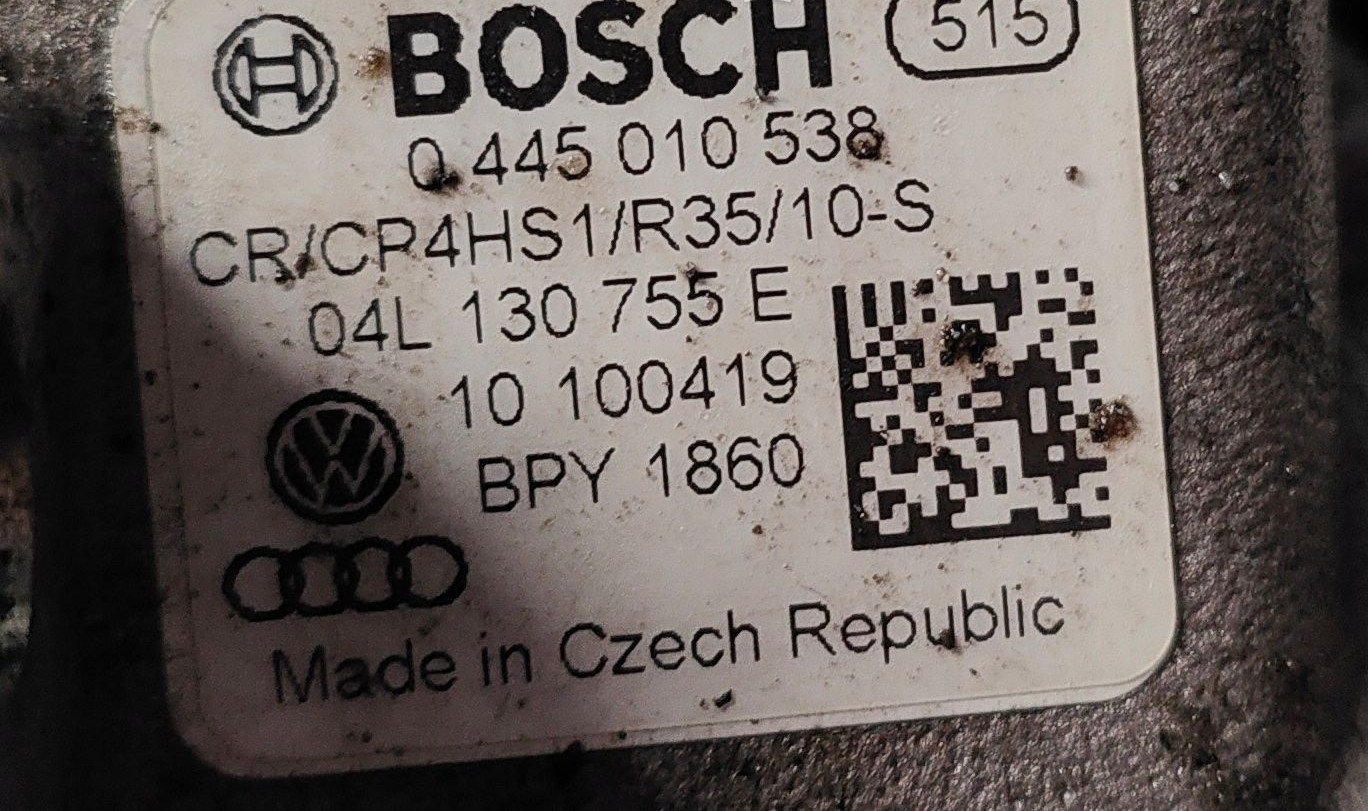 BOSCH 515
0 445 010 538
CR/CP4HS1/R35/10-S
04L 130 755 E
10 100419
BPY 1860
Made in Czech Republic